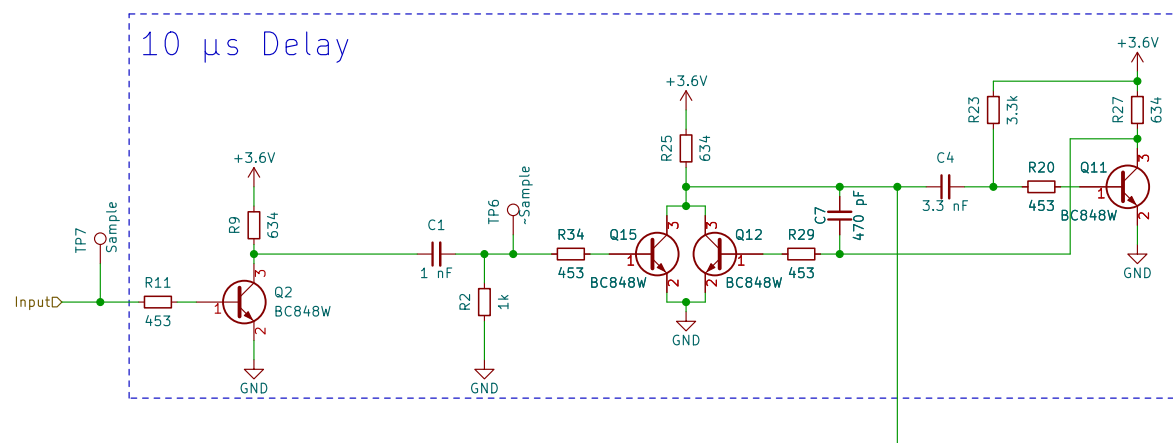 10 µs Delay
+3.6V
R23
3.3k
R27
634
+3.6V
R25
634
+3.6V
R9
634
TP7
Sample
TP6
~Sample
C4
3.3 nF
R20
453
Q11
BC848W
1
3
2
GND
C7
470 pF
C1
1 nF
R34
453
Q15
BC848W
1
3
2
Q12
BC848W
1
3
2
R29
453
GND
Input
R11
453
Q2
BC848W
1
3
2
GND
R2
1k
GND